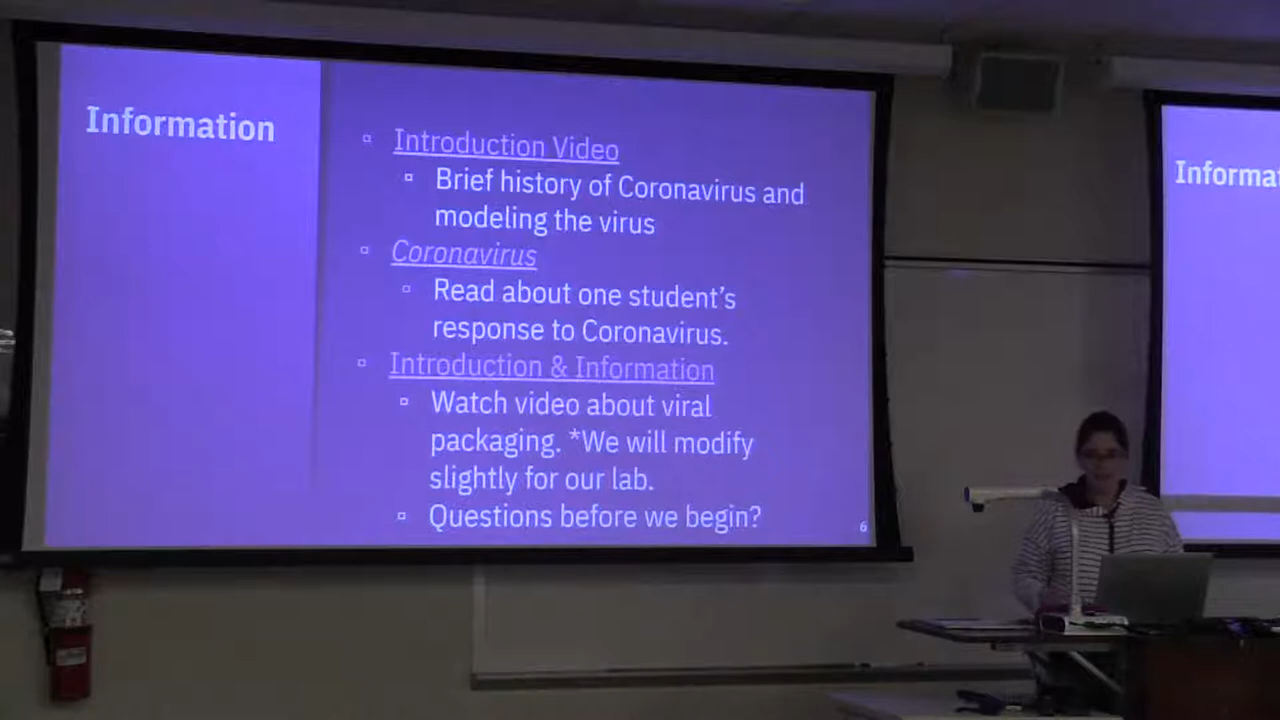 Information
Introduction Video
Brief history of Coronavirus and
modeling the virus
Coronavirus
Read about one student's
response to Coronavirus.
Introduction & Information
Watch video about viral
packaging. *We will modify
slightly for our lab.
Questions before we begin?
6
Informa